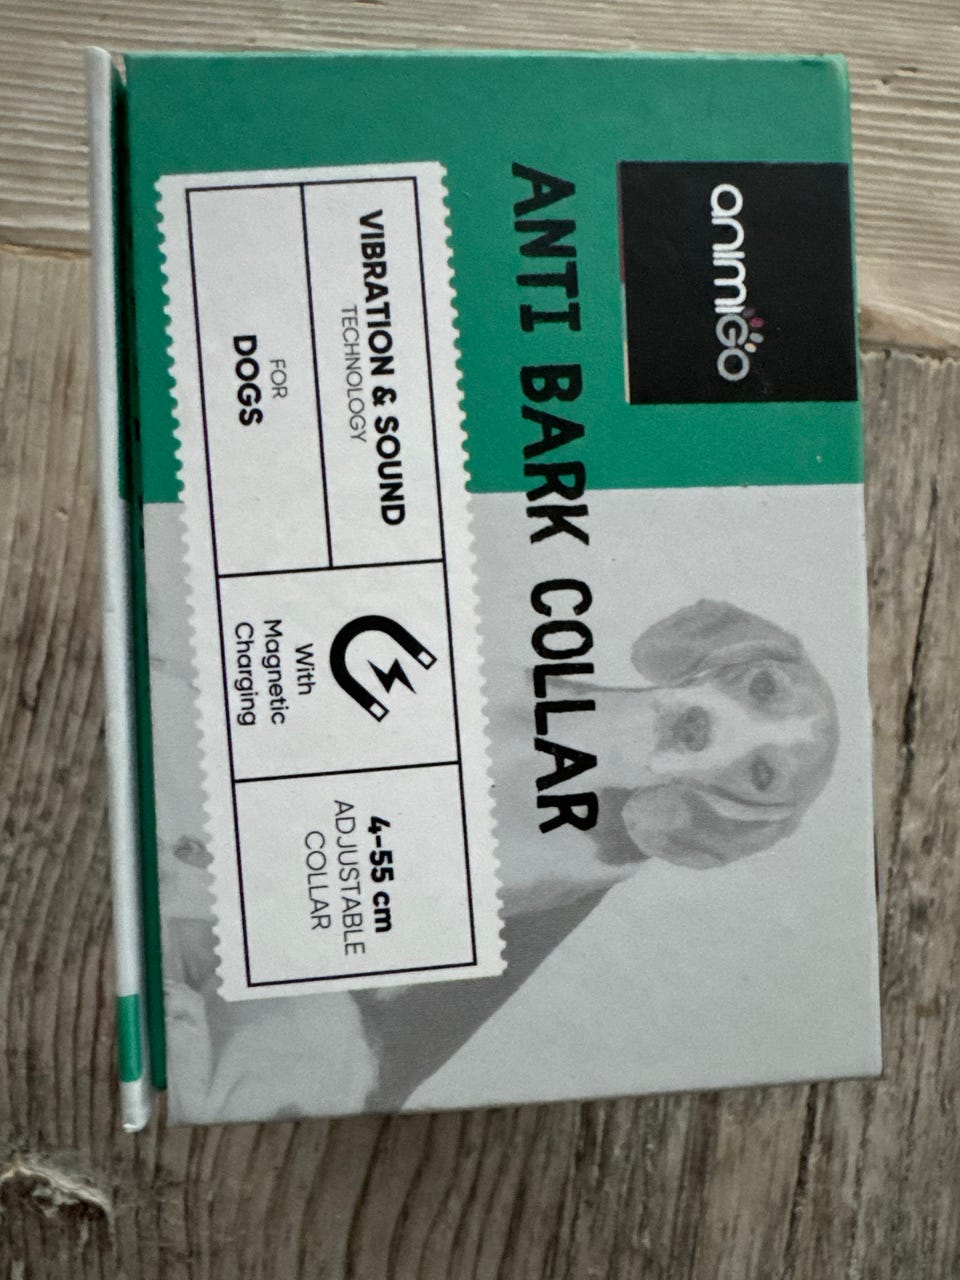 animiGO
ANTI BARK COLLAR
VIBRATION & SOUND
TECHNOLOGY
FOR
DOGS
With
Magnetic
Charging
4-55 cm
ADJUSTABLE
COLLAR